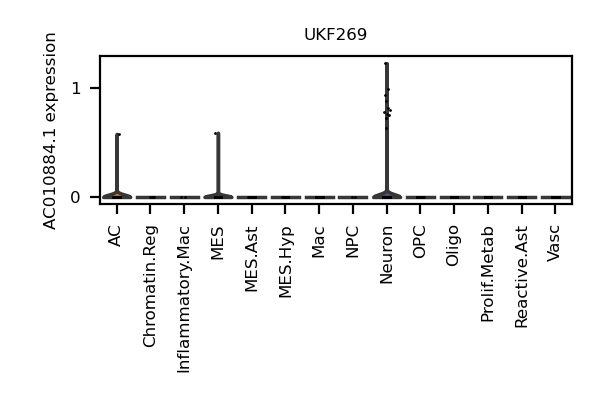 UKF269
AC010884.1 expression
1
0
AC
Chromatin.Reg
Inflammatory.Mac
MES
MES.Ast
MES.Hyp
Mac
NPC
Neuron
OPC
Oligo
Prolif.Metab
Reactive.Ast
Vasc